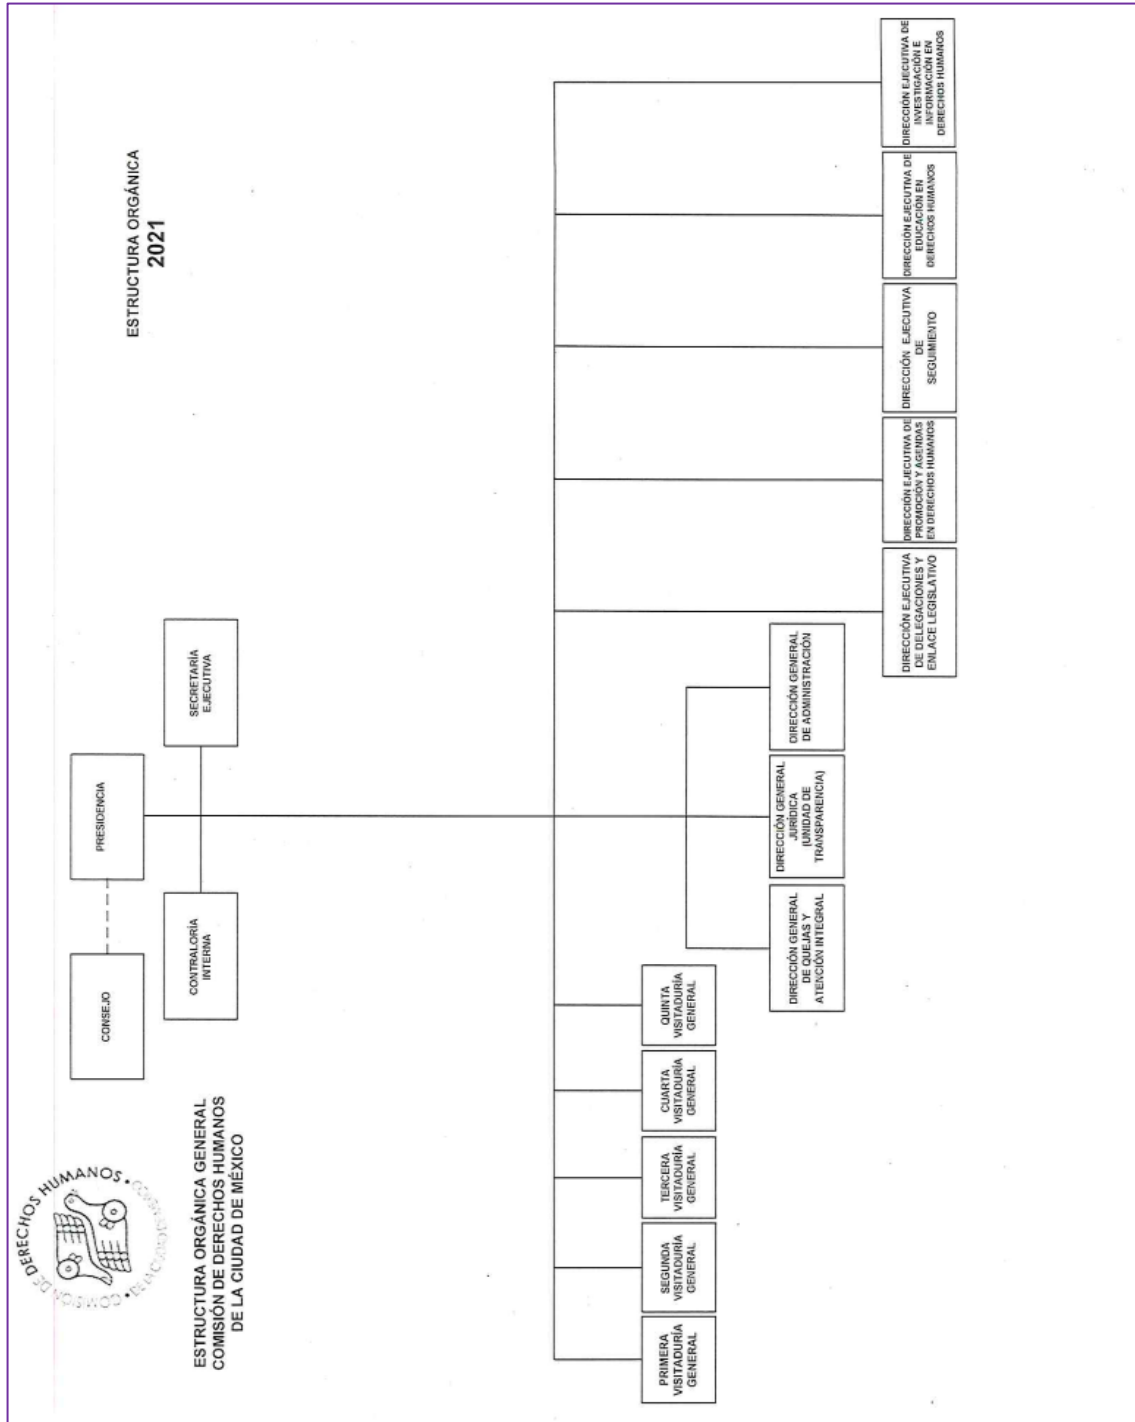 COMISIÓN DE DERECHOS HUMANOS •
ESTRUCTURA ORGÁNICA GENERAL
COMISIÓN DE DERECHOS HUMANOS
DE LA CIUDAD DE MÉXICO
ESTRUCTURA ORGÁNICA
2021
CONSEJO
PRESIDENCIA
CONTRALORÍA
INTERNA
SECRETARÍA
EJECUTIVA
PRIMERA
VISITADURÍA
GENERAL
SEGUNDA
VISITADURÍA
GENERAL
TERCERA
VISITADURÍA
GENERAL
CUARTA
VISITADURÍA
GENERAL
QUINTA
VISITADURÍA
GENERAL
DIRECCIÓN GENERAL
DE QUEJAS Y
ATENCIÓN INTEGRAL
DIRECCIÓN GENERAL
JURÍDICA
(UNIDAD DE
TRANSPARENCIA)
DIRECCIÓN GENERAL
DE ADMINISTRACIÓN
DIRECCIÓN EJECUTIVA
DE DELEGACIONES Y
ENLACE LEGISLATIVO
DIRECCIÓN EJECUTIVA DE
PROMOCIÓN Y AGENDAS
EN DERECHOS HUMANOS
DIRECCIÓN EJECUTIVA
DE
SEGUIMIENTO
DIRECCIÓN EJECUTIVA DE
EDUCACIÓN EN
DERECHOS HUMANOS
DIRECCIÓN EJECUTIVA DE
INVESTIGACIÓN E
INFORMACIÓN EN
DERECHOS HUMANOS